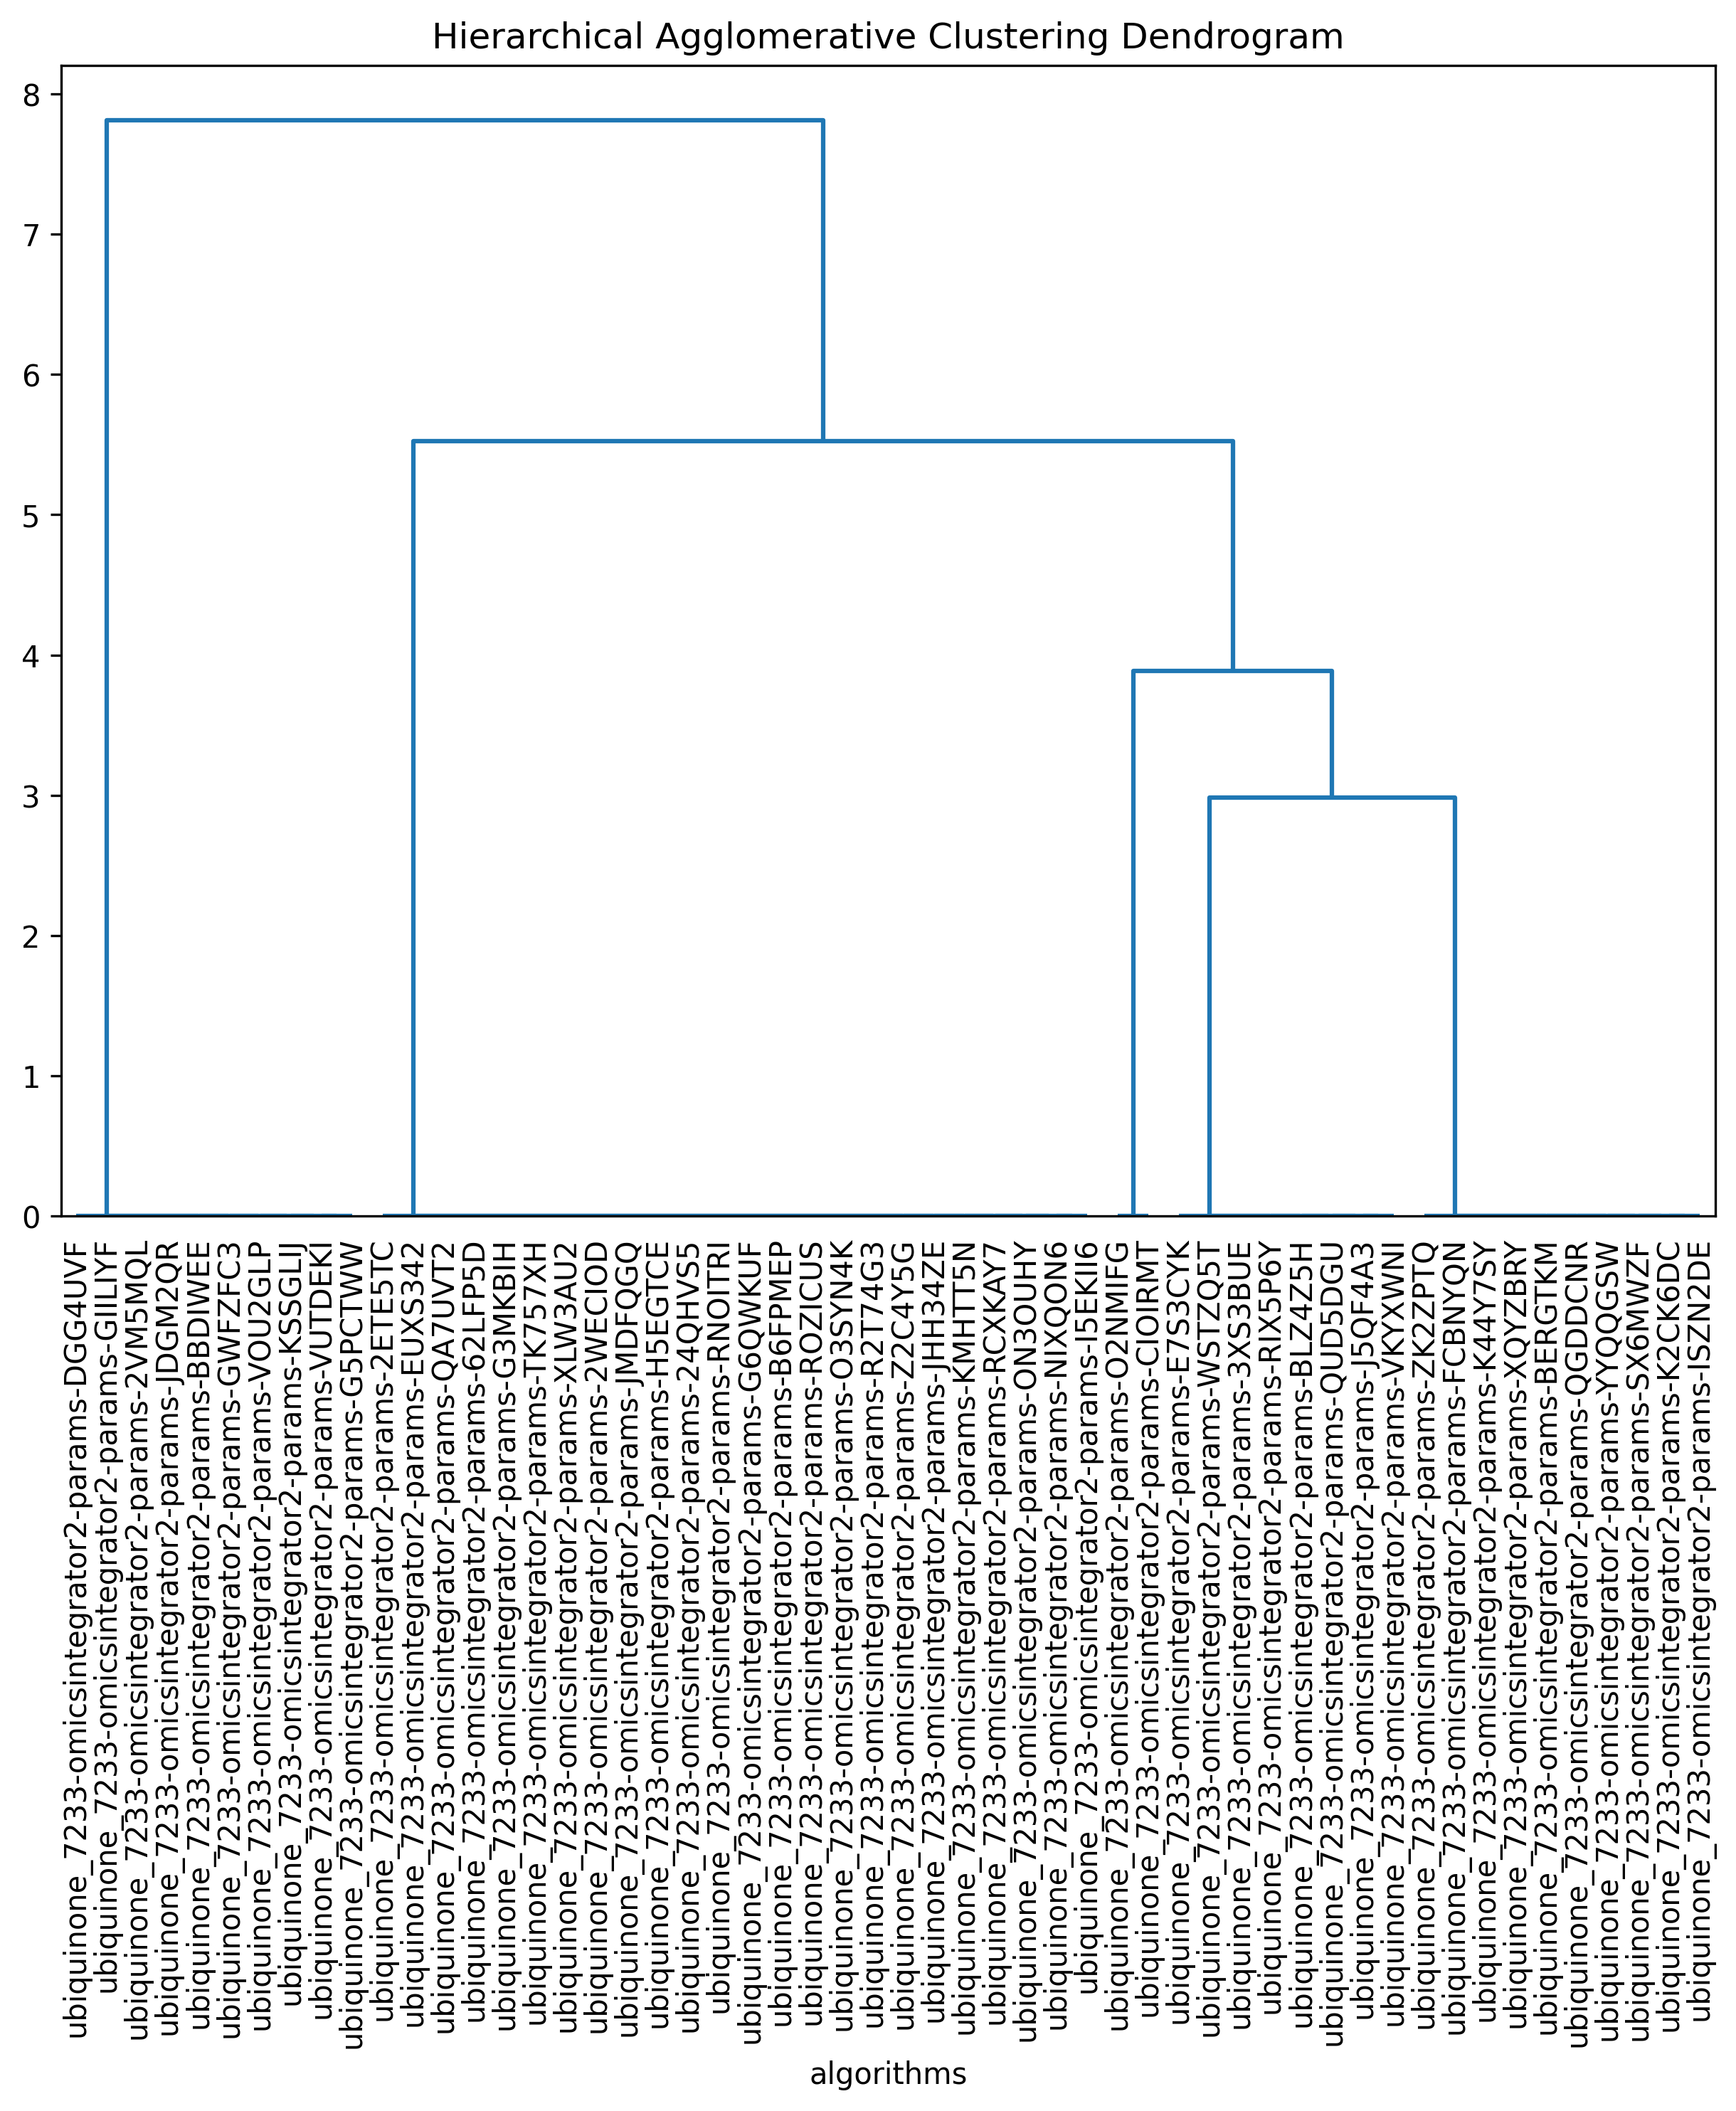 Hierarchical Agglomerative Clustering Dendrogram
8
7
6
5
4
3
2
1
0
ubiquinone_7233-omicsintegrator2-params-DGG4UVF
ubiquinone_7233-omicsintegrator2-params-GIILIYF
ubiquinone_7233-omicsintegrator2-params-2VM5MQL
ubiquinone_7233-omicsintegrator2-params-JDGM2QR
ubiquinone_7233-omicsintegrator2-params-BBDIWEE
ubiquinone_7233-omicsintegrator2-params-GWFZFC3
ubiquinone_7233-omicsintegrator2-params-VOU2GLP
ubiquinone_7233-omicsintegrator2-params-KSSGLIJ
ubiquinone_7233-omicsintegrator2-params-VUTDEKI
ubiquinone_7233-omicsintegrator2-params-G5PCTWW
ubiquinone_7233-omicsintegrator2-params-2ETE5TC
ubiquinone_7233-omicsintegrator2-params-EUXS342
ubiquinone_7233-omicsintegrator2-params-QA7UVT2
ubiquinone_7233-omicsintegrator2-params-62LFP5D
ubiquinone_7233-omicsintegrator2-params-G3MKBIH
ubiquinone_7233-omicsintegrator2-params-TK757XH
ubiquinone_7233-omicsintegrator2-params-XLW3AU2
ubiquinone_7233-omicsintegrator2-params-2WECIOD
ubiquinone_7233-omicsintegrator2-params-JMDFQGQ
ubiquinone_7233-omicsintegrator2-params-H5EGTCE
ubiquinone_7233-omicsintegrator2-params-24QHVS5
ubiquinone_7233-omicsintegrator2-params-RNOITRI
ubiquinone_7233-omicsintegrator2-params-G6QWKUF
ubiquinone_7233-omicsintegrator2-params-B6FPMEP
ubiquinone_7233-omicsintegrator2-params-ROZICUS
ubiquinone_7233-omicsintegrator2-params-O3SYN4K
ubiquinone_7233-omicsintegrator2-params-R2T74G3
ubiquinone_7233-omicsintegrator2-params-Z2C4Y5G
ubiquinone_7233-omicsintegrator2-params-JHH34ZE
ubiquinone_7233-omicsintegrator2-params-KMHTT5N
ubiquinone_7233-omicsintegrator2-params-RCXKAY7
ubiquinone_7233-omicsintegrator2-params-ON3OUHY
ubiquinone_7233-omicsintegrator2-params-NIXQON6
ubiquinone_7233-omicsintegrator2-params-I5EKII6
ubiquinone_7233-omicsintegrator2-params-O2NMIFG
ubiquinone_7233-omicsintegrator2-params-CIOIRMT
ubiquinone_7233-omicsintegrator2-params-E7S3CYK
ubiquinone_7233-omicsintegrator2-params-WSTZQ5T
ubiquinone_7233-omicsintegrator2-params-3XS3BUE
ubiquinone_7233-omicsintegrator2-params-RIX5P6Y
ubiquinone_7233-omicsintegrator2-params-BLZ4Z5H
ubiquinone_7233-omicsintegrator2-params-QUD5DGU
ubiquinone_7233-omicsintegrator2-params-J5QF4A3
ubiquinone_7233-omicsintegrator2-params-VKYXWNI
ubiquinone_7233-omicsintegrator2-params-ZK2ZPTQ
ubiquinone_7233-omicsintegrator2-params-FCBNYQN
ubiquinone_7233-omicsintegrator2-params-K44Y7SY
ubiquinone_7233-omicsintegrator2-params-XQYZBRY
ubiquinone_7233-omicsintegrator2-params-BERGTKM
ubiquinone_7233-omicsintegrator2-params-QGDDCNR
ubiquinone_7233-omicsintegrator2-params-YYQQGSW
ubiquinone_7233-omicsintegrator2-params-SX6MWZF
ubiquinone_7233-omicsintegrator2-params-K2CK6DC
ubiquinone_7233-omicsintegrator2-params-ISZN2DE
algorithms